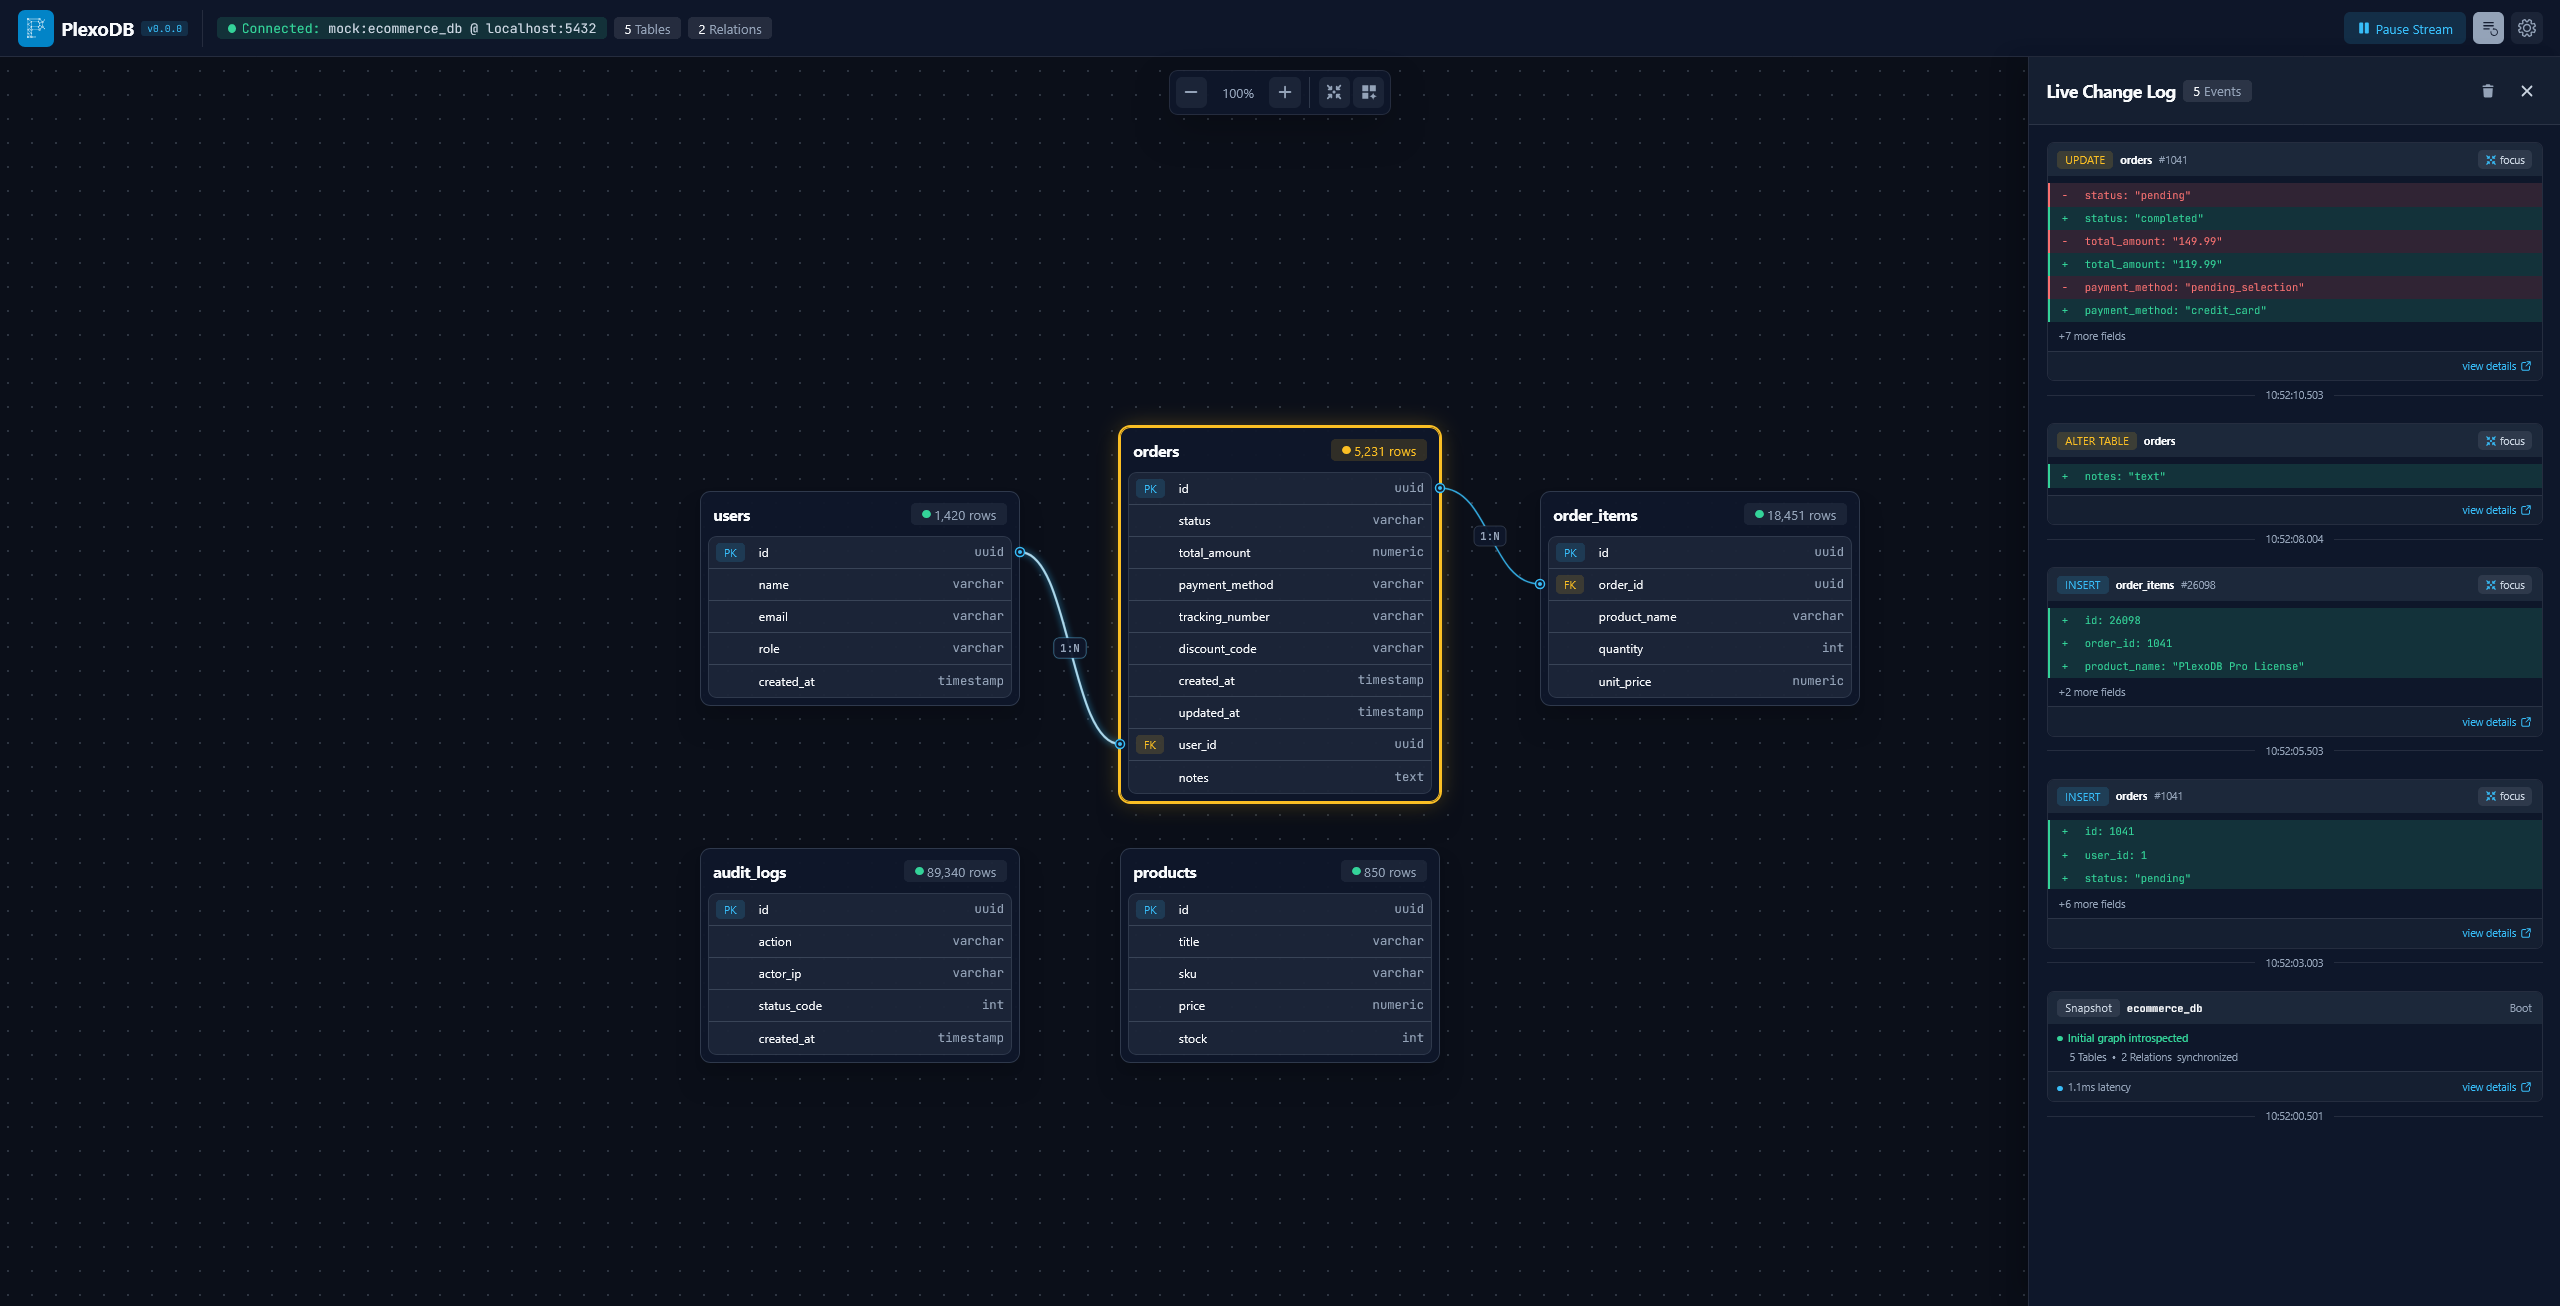 PlexoDB v0.0.0 Connected: mock:ecommerce_db @ localhost:5432 5 Tables 2 Relations Pause Stream
100%
Live Change Log 5 Events
UPDATE orders #1041 focus
- status: "pending"
+ status: "completed"
- total_amount: "149.99"
+ total_amount: "119.99"
- payment_method: "pending_selection"
+ payment_method: "credit_card"
+7 more fields
view details
10:52:10.503
ALTER TABLE orders focus
+ notes: "text"
view details
10:52:08.004
INSERT order_items #26098 focus
+ id: 26098
+ order_id: 1041
+ product_name: "PlexoDB Pro License"
+2 more fields
view details
10:52:05.503
INSERT orders #1041 focus
+ id: 1041
+ user_id: 1
+ status: "pending"
+6 more fields
view details
10:52:03.003
Snapshot ecommerce_db Boot
Initial graph introspected
5 Tables • 2 Relations synchronized
1.1ms latency view details
10:52:00.501
users 1,420 rows
PK id uuid
name varchar
email varchar
role varchar
created_at timestamp
1:N
orders 5,231 rows
PK id uuid
status varchar
total_amount numeric
payment_method varchar
tracking_number varchar
discount_code varchar
created_at timestamp
updated_at timestamp
FK user_id uuid
notes text
1:N
order_items 18,451 rows
PK id uuid
FK order_id uuid
product_name varchar
quantity int
unit_price numeric
audit_logs 89,340 rows
PK id uuid
action varchar
actor_ip varchar
status_code int
created_at timestamp
products 850 rows
PK id uuid
title varchar
sku varchar
price numeric
stock int